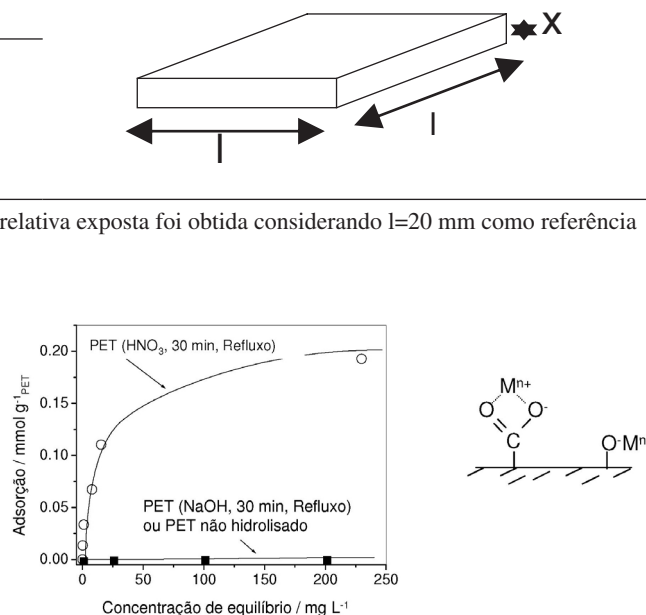 X
l
l
relativa exposta foi obtida considerando l=20 mm como referência
PET (HNO₃, 30 min, Refluxo)
PET (NaOH, 30 min, Refluxo)
ou PET não hidrolisado
Adsorção / mmol g⁻¹PET
0.20
0.15
0.10
0.05
0.00
0 50 100 150 200 250
Concentração de equilíbrio / mg L⁻¹
Mⁿ⁺
O O⁻
C O⁻Mⁿ